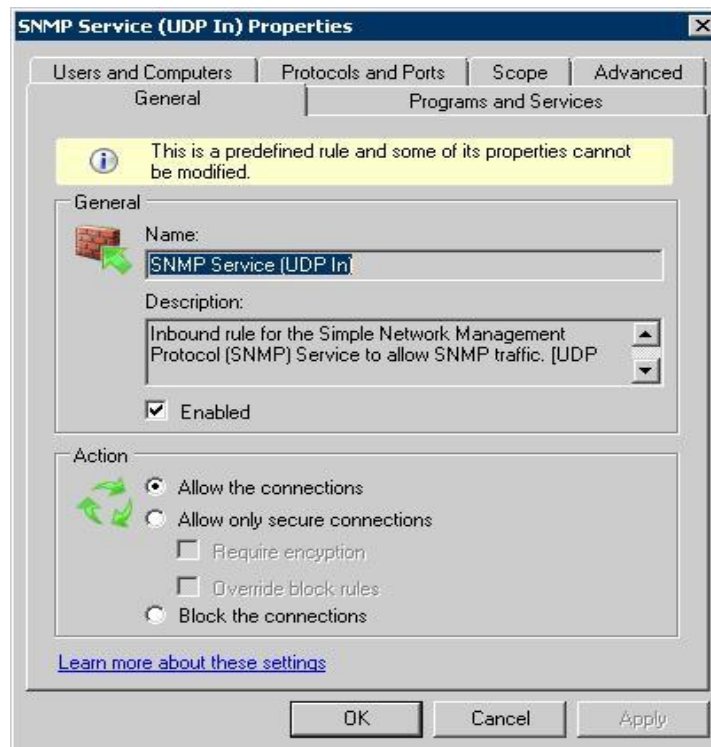 SNMP Service (UDP In) Properties
Users and Computers
Protocols and Ports
Scope
Advanced
General
Programs and Services
This is a predefined rule and some of its properties cannot
be modified.
General
Name:
SNMP Service (UDP In)
Description:
Inbound rule for the Simple Network Management
Protocol (SNMP) Service to allow SNMP traffic. [UDP
Enabled
Action
Allow the connections
Allow only secure connections
Require encryption
Override block rules
Block the connections
Learn more about these settings
OK
Cancel
Apply